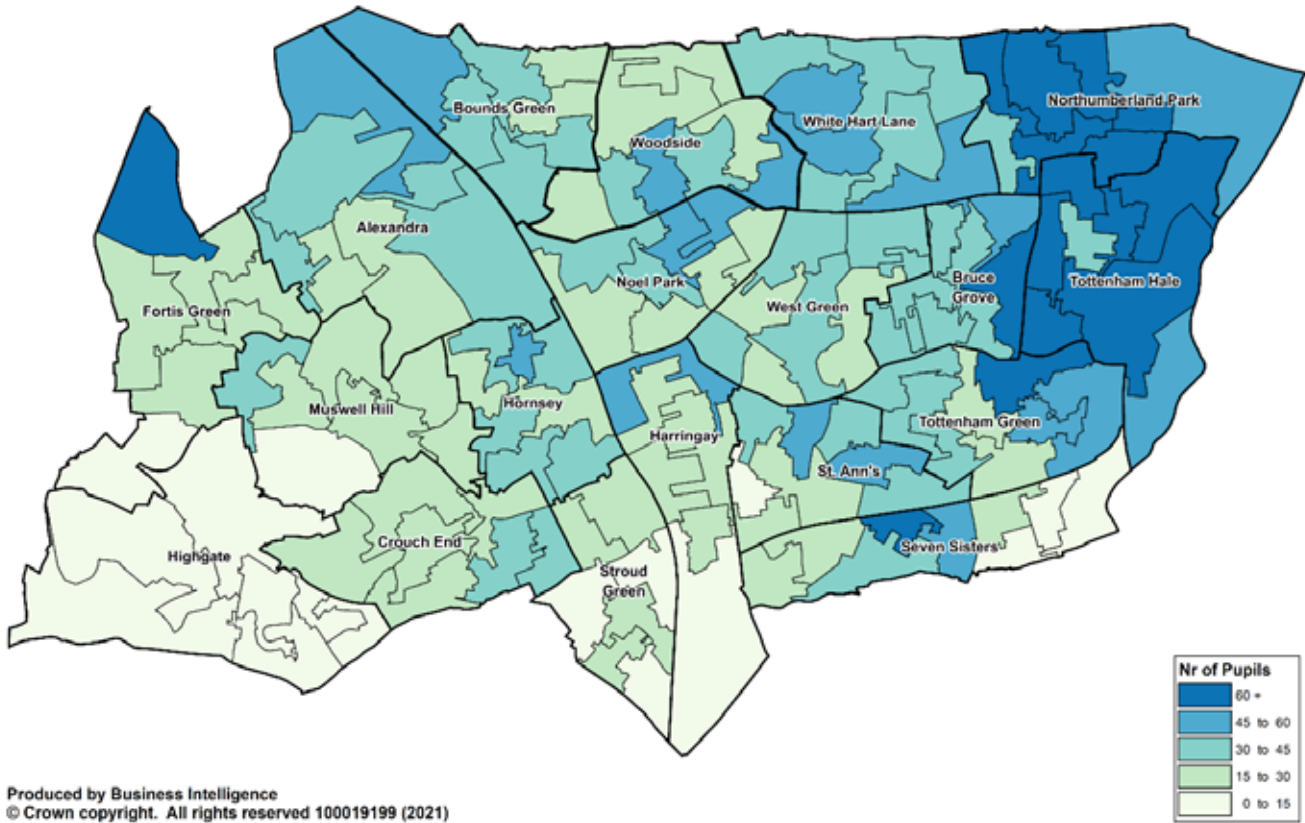 Northumberland Park
Bounds Green
White Hart Lane
Woodside
Alexandra
Noel Park
Bruce
Grove
Tottenham Hale
Fortis Green
West Green
Muswell Hill
Hornsey
Harringay
Tottenham Green
St. Ann's
Highgate
Crouch End
Seven Sisters
Stroud
Green
Nr of Pupils
60 +
45 to 60
30 to 45
15 to 30
0 to 15
Produced by Business Intelligence
© Crown copyright. All rights reserved 100019199 (2021)